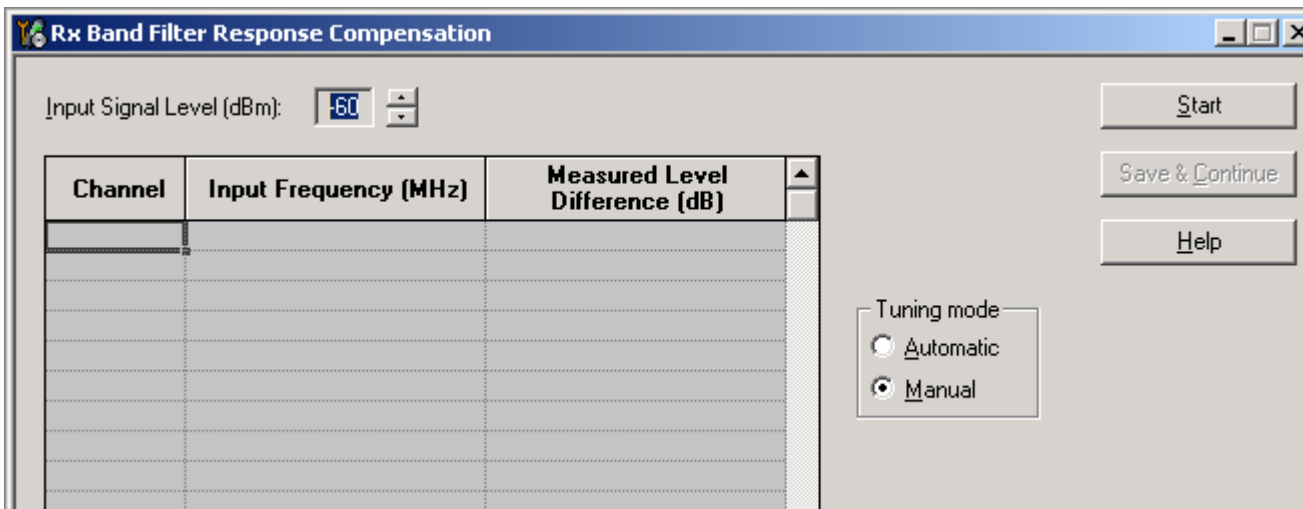 Rx Band Filter Response Compensation
Input Signal Level (dBm): -60
Start
Channel
Input Frequency (MHz)
Measured Level
Difference (dB)
Save & Continue
Help
Tuning mode
Automatic
Manual